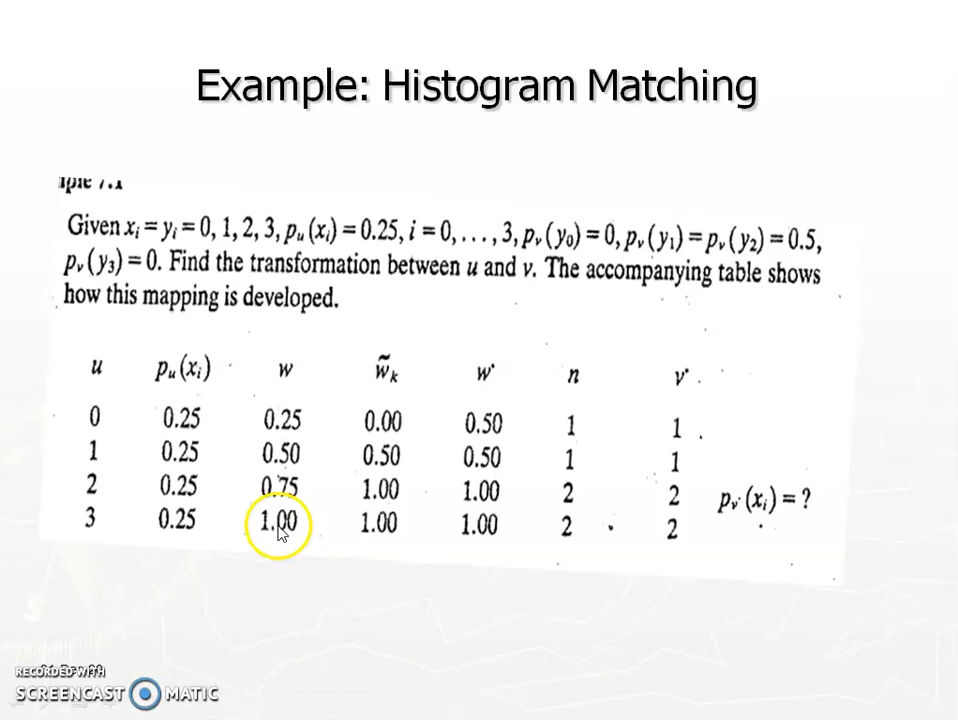 Example: Histogram Matching
Given xᵢ = yᵢ = 0, 1, 2, 3, pᵤ(xᵢ) = 0.25, i = 0, . . . , 3, pᵥ(y₀) = 0, pᵥ(y₁) = pᵥ(y₂) = 0.5,
pᵥ(y₃) = 0. Find the transformation between u and v. The accompanying table shows
how this mapping is developed.
u pᵤ(xᵢ) w w̃ₖ w˙ n v˙
0 0.25 0.25 0.00 0.50 1 1
1 0.25 0.50 0.50 0.50 1 1
2 0.25 0.75 1.00 1.00 2 2 pᵥ˙(xᵢ) = ?
3 0.25 1.00 1.00 1.00 2 2
RECORDED WITH
SCREENCAST MATIC